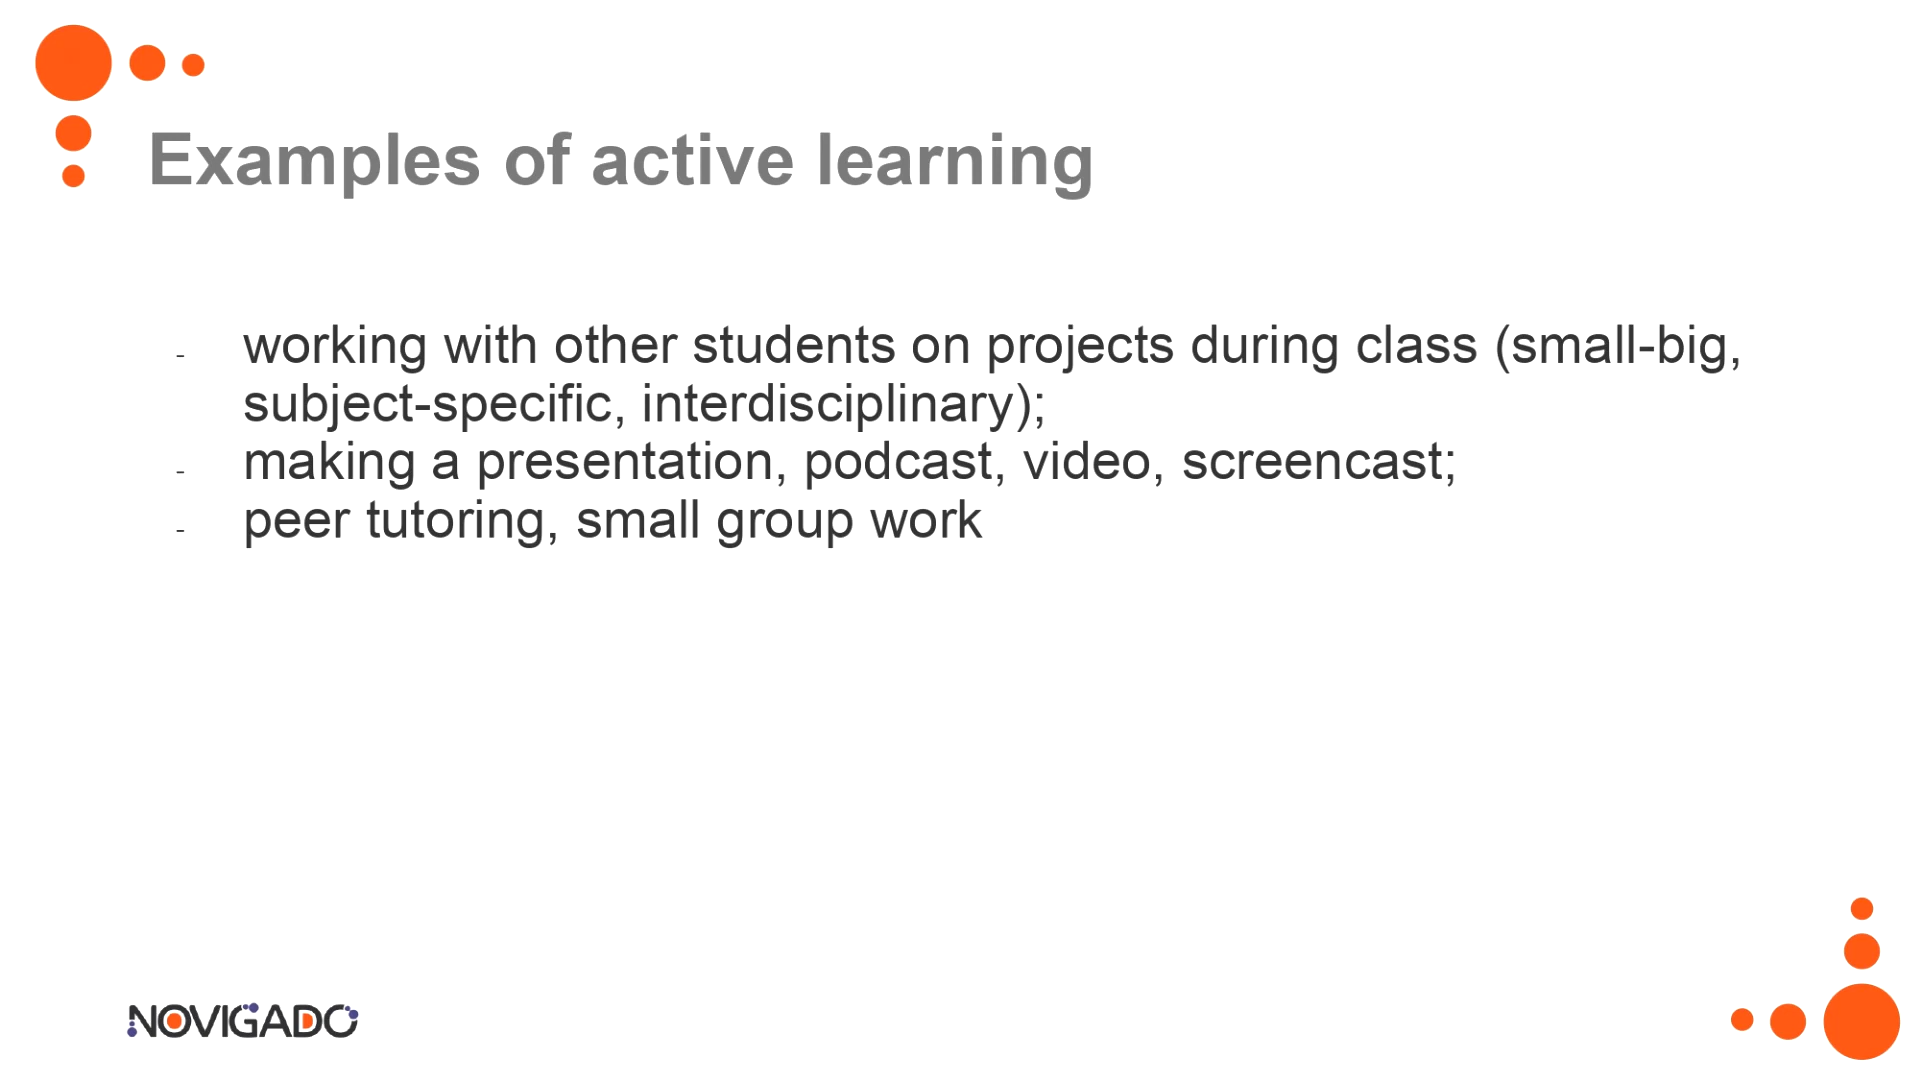 Examples of active learning
- working with other students on projects during class (small-big,
subject-specific, interdisciplinary);
- making a presentation, podcast, video, screencast;
- peer tutoring, small group work
NOVIGADO